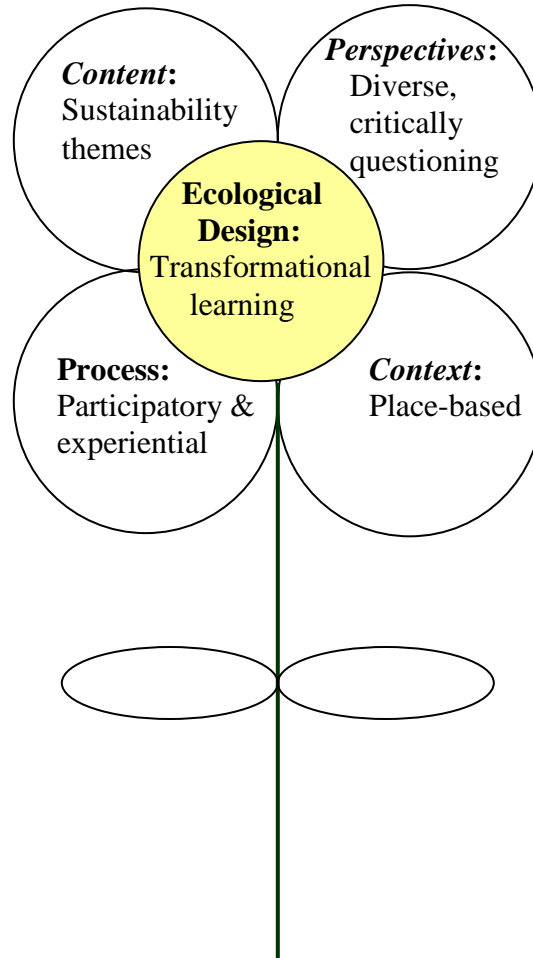 Content:
Sustainability
themes
Perspectives:
Diverse,
critically
questioning
Ecological
Design:
Transformational
learning
Process:
Participatory &
experiential
Context:
Place-based